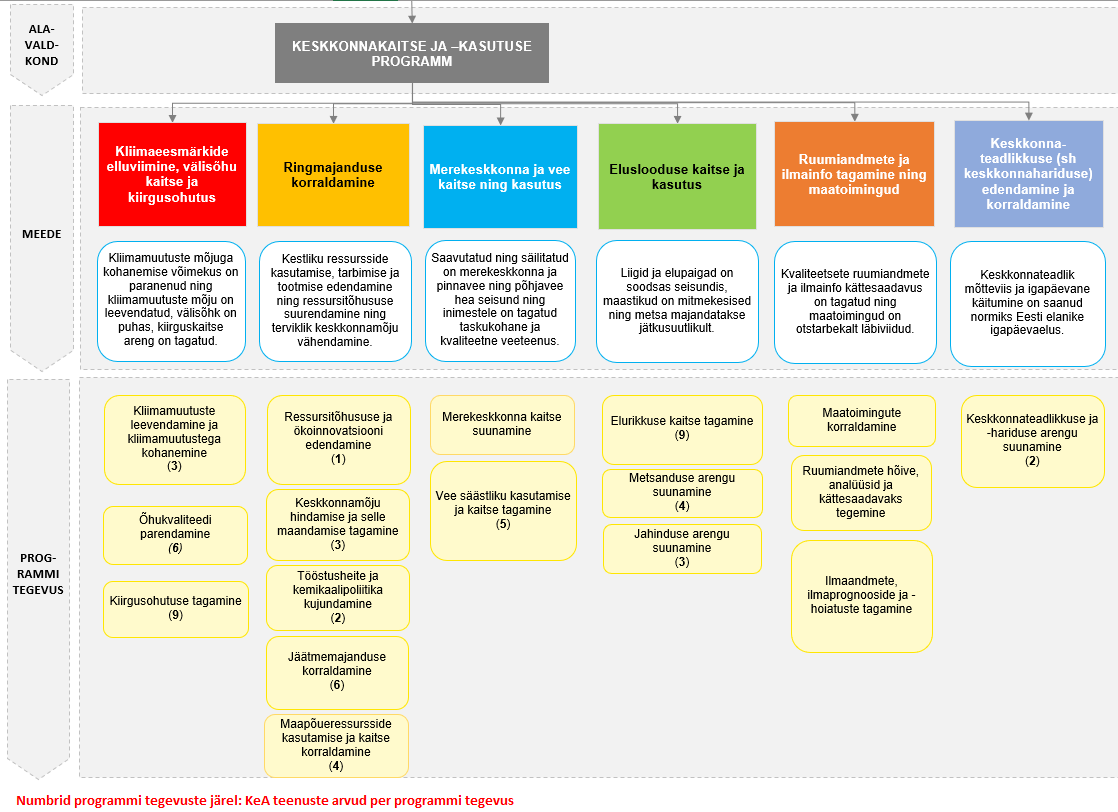 ALA-
VALD-
KOND
KESKKONNAKAITSE JA –KASUTUSE
PROGRAMM
MEEDE
Kliimaeesmärkide
elluviimine, välisõhu
kaitse ja
kiirgusohutus
Ringmajanduse
korraldamine
Merekeskkonna ja vee
kaitse ning kasutus
Eluslooduse kaitse ja
kasutus
Ruumiandmete ja
ilmainfo tagamine ning
maatoimingud
Keskkonna-
teadlikkuse (sh
keskkonnahariduse)
edendamine ja
korraldamine
Kliimamuutuste mõjuga
kohanemise võimekus on
paranenud ning
kliimamuutuste mõju on
leevendatud, välisõhk on
puhas, kiirguskaitse
areng on tagatud.
Kestliku ressursside
kasutamise, tarbimise ja
tootmise edendamine
ning ressursitõhususe
suurendamine ning
terviklik keskkonnamõju
vähendamine.
Saavutatud ning säilitatud
on merekeskkonna ja
pinnavee ning põhjavee
hea seisund ning
inimestele on tagatud
taskukohane ja
kvaliteetne veeteenus.
Liigid ja elupaigad on
soodsas seisundis,
maastikud on mitmekesised
ning metsa majandatakse
jätkusuutlikult.
Kvaliteetsete ruumiandmete
ja ilmainfo kättesaadavus
on tagatud ning
maatoimingud on
otstarbekalt läbiviidud.
Keskkonnateadlik
mõtteviis ja igapäevane
käitumine on saanud
normiks Eesti elanike
igapäevaelus.
PROG-
RAMMI
TEGEVUS
Kliimamuutuste
leevendamine ja
kliimamuutustega
kohanemine
(3)
Õhukvaliteedi
parendamine
(6)
Kiirgusohutuse tagamine
(9)
Ressursitõhususe ja
ökoinnovatsiooni
edendamine
(1)
Keskkonnamõju
hindamise ja selle
maandamise tagamine
(3)
Tööstusheite ja
kemikaalipoliitika
kujundamine
(2)
Jäätmemajanduse
korraldamine
(6)
Maapõueressursside
kasutamise ja kaitse
korraldamine
(4)
Merekeskkonna kaitse
suunamine
Vee säästliku kasutamise
ja kaitse tagamine
(5)
Elurikkuse kaitse tagamine
(9)
Metsanduse arengu
suunamine
(4)
Jahinduse arengu
suunamine
(3)
Maatoimingute
korraldamine
Ruumiandmete hõive,
analüüsid ja
kättesaadavaks
tegemine
Ilmaandmete,
ilmaprognooside ja -
hoiatuste tagamine
Keskkonnateadlikkuse ja
-hariduse arengu
suunamine
(2)
Numbrid programmi tegevuste järel: KeA teenuste arvud per programmi tegevus